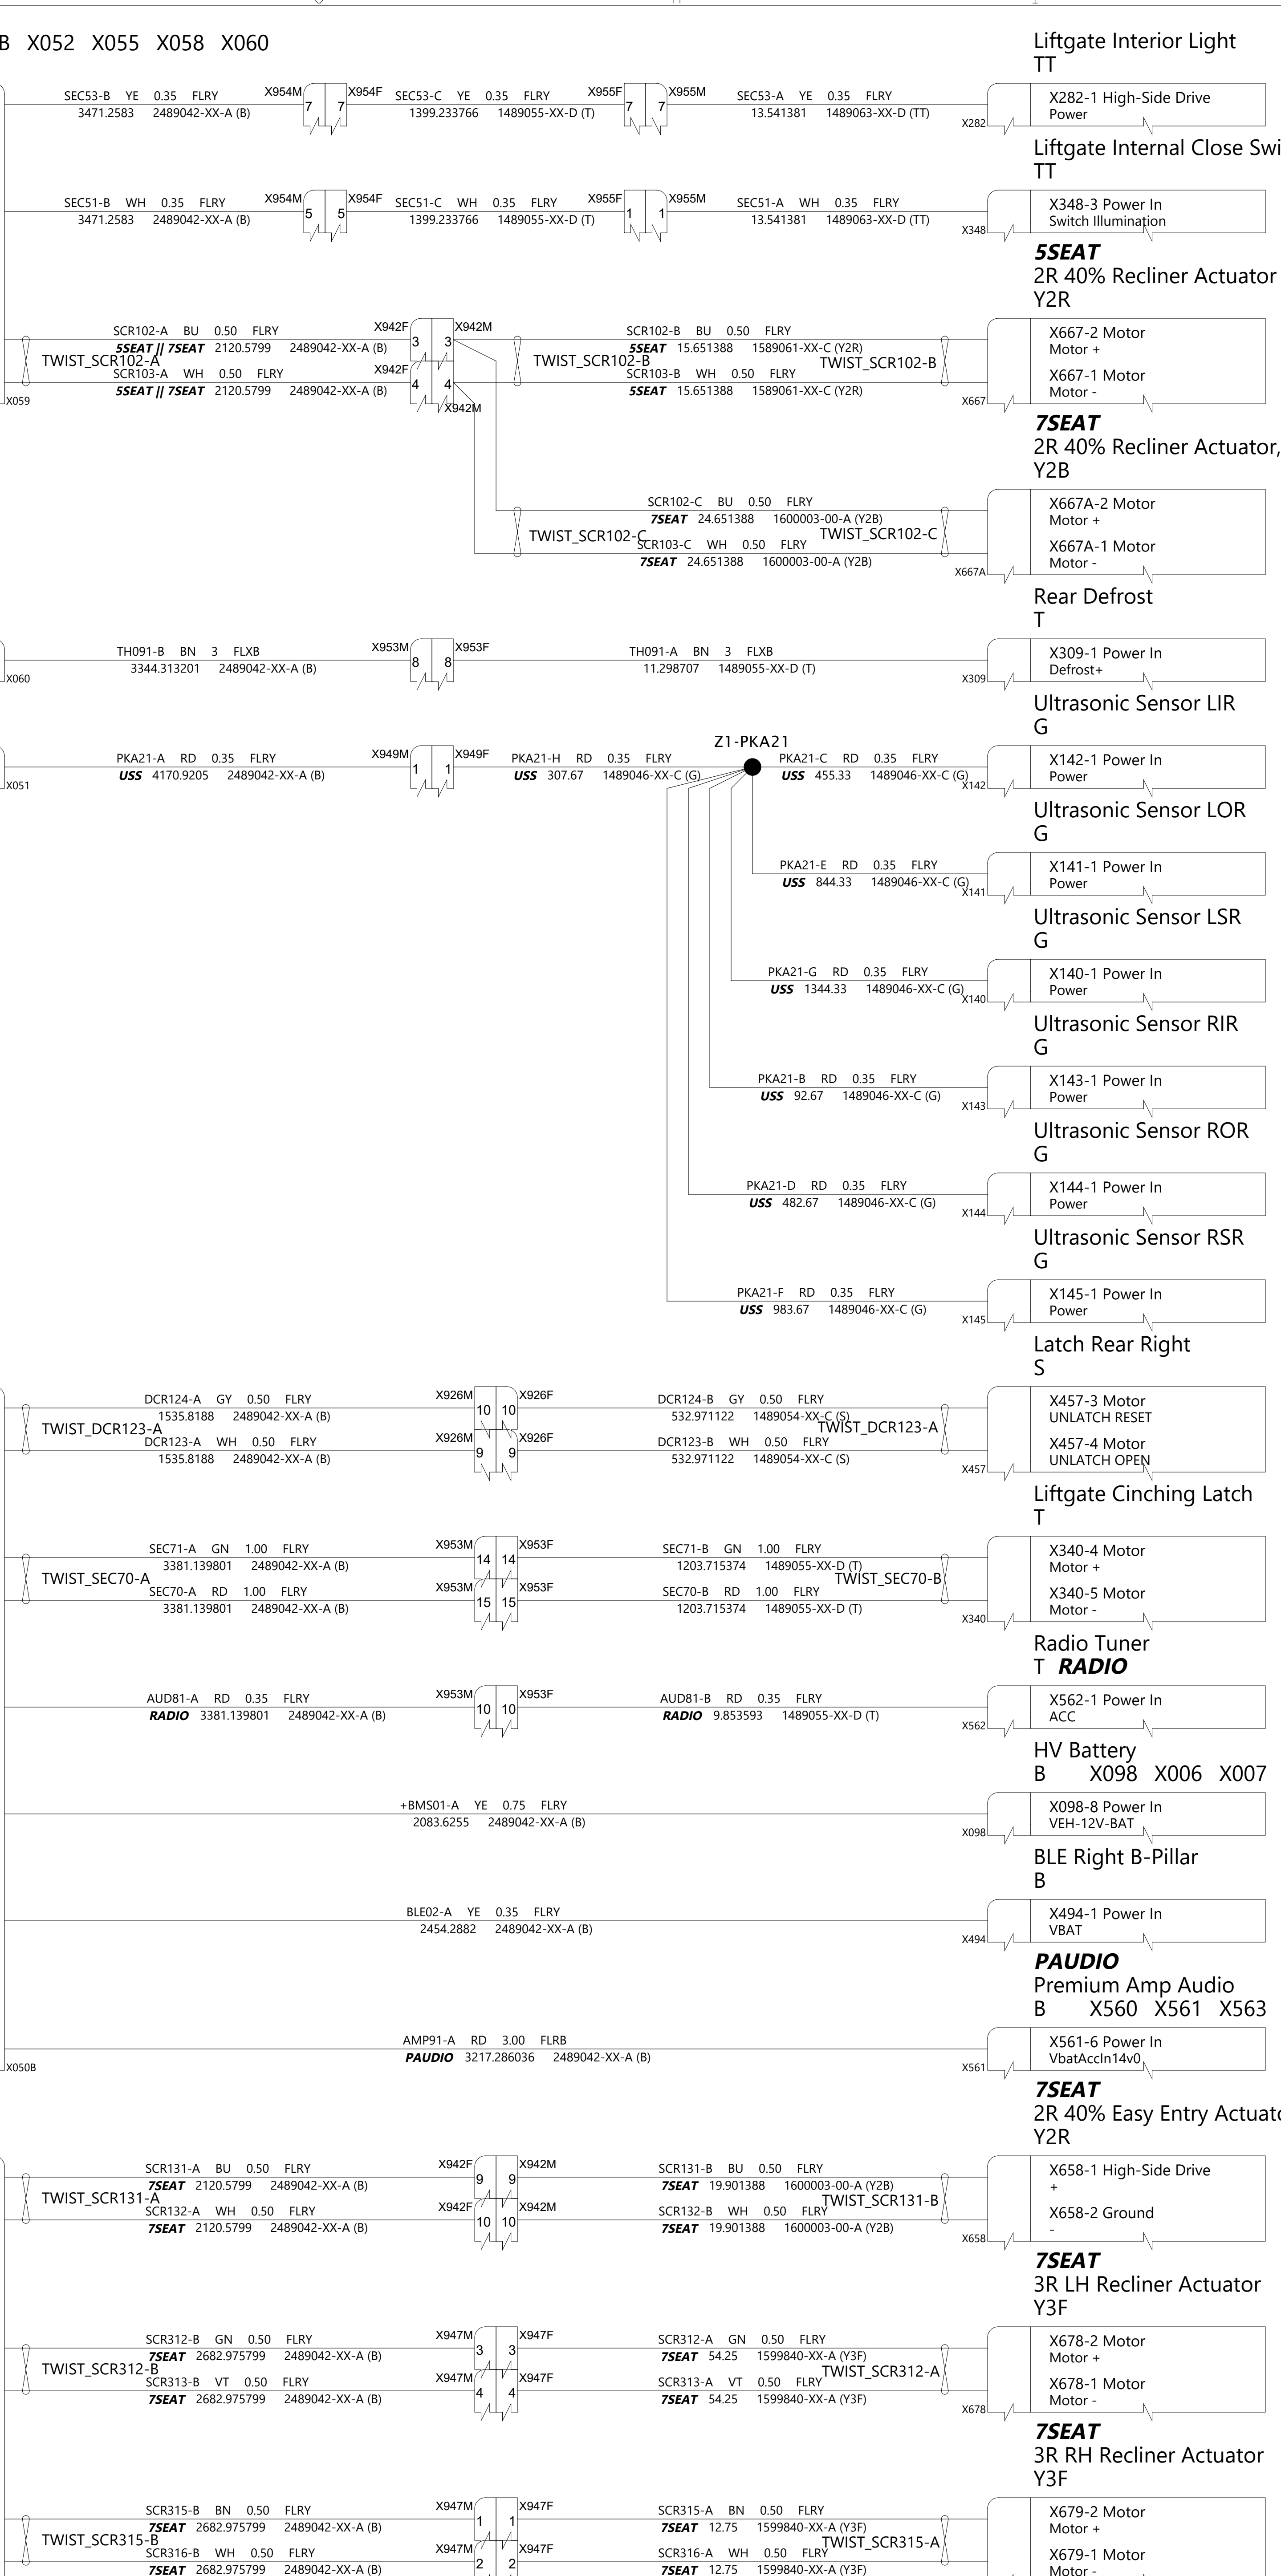 B X052 X055 X058 X060
Liftgate Interior Light
TT
SEC53-B YE 0.35 FLRY
3471.2583 2489042-XX-A (B)
X954M 7 7 X954F
SEC53-C YE 0.35 FLRY
1399.233766 1489055-XX-D (T)
X955F 7 7 X955M
SEC53-A YE 0.35 FLRY
13.541381 1489063-XX-D (TT)
X282
X282-1 High-Side Drive
Power
Liftgate Internal Close Swi
TT
SEC51-B WH 0.35 FLRY
3471.2583 2489042-XX-A (B)
X954M 5 5 X954F
SEC51-C WH 0.35 FLRY
1399.233766 1489055-XX-D (T)
X955F 1 1 X955M
SEC51-A WH 0.35 FLRY
13.541381 1489063-XX-D (TT)
X348
X348-3 Power In
Switch Illumination
5SEAT
2R 40% Recliner Actuator
Y2R
SCR102-A BU 0.50 FLRY
5SEAT || 7SEAT 2120.5799 2489042-XX-A (B)
TWIST_SCR102-A
SCR103-A WH 0.50 FLRY
5SEAT || 7SEAT 2120.5799 2489042-XX-A (B)
X059
X942F 3 3 X942M
X942F 4 4 X942M
SCR102-B BU 0.50 FLRY
5SEAT 15.651388 1589061-XX-C (Y2R)
TWIST_SCR102-B TWIST_SCR102-B
SCR103-B WH 0.50 FLRY
5SEAT 15.651388 1589061-XX-C (Y2R)
X667
X667-2 Motor
Motor +
X667-1 Motor
Motor -
7SEAT
2R 40% Recliner Actuator,
Y2B
SCR102-C BU 0.50 FLRY
7SEAT 24.651388 1600003-00-A (Y2B)
TWIST_SCR102-C TWIST_SCR102-C
SCR103-C WH 0.50 FLRY
7SEAT 24.651388 1600003-00-A (Y2B)
X667A
X667A-2 Motor
Motor +
X667A-1 Motor
Motor -
Rear Defrost
T
TH091-B BN 3 FLXB
3344.313201 2489042-XX-A (B)
X060
X953M 8 8 X953F
TH091-A BN 3 FLXB
11.298707 1489055-XX-D (T)
X309
X309-1 Power In
Defrost+
Ultrasonic Sensor LIR
G
PKA21-A RD 0.35 FLRY
USS 4170.9205 2489042-XX-A (B)
X051
X949M 1 1 X949F
PKA21-H RD 0.35 FLRY
USS 307.67 1489046-XX-C (G)
Z1-PKA21
PKA21-C RD 0.35 FLRY
USS 455.33 1489046-XX-C (G)
X142
X142-1 Power In
Power
Ultrasonic Sensor LOR
G
PKA21-E RD 0.35 FLRY
USS 844.33 1489046-XX-C (G)
X141
X141-1 Power In
Power
Ultrasonic Sensor LSR
G
PKA21-G RD 0.35 FLRY
USS 1344.33 1489046-XX-C (G)
X140
X140-1 Power In
Power
Ultrasonic Sensor RIR
G
PKA21-B RD 0.35 FLRY
USS 92.67 1489046-XX-C (G)
X143
X143-1 Power In
Power
Ultrasonic Sensor ROR
G
PKA21-D RD 0.35 FLRY
USS 482.67 1489046-XX-C (G)
X144
X144-1 Power In
Power
Ultrasonic Sensor RSR
G
PKA21-F RD 0.35 FLRY
USS 983.67 1489046-XX-C (G)
X145
X145-1 Power In
Power
Latch Rear Right
S
DCR124-A GY 0.50 FLRY
1535.8188 2489042-XX-A (B)
TWIST_DCR123-A
DCR123-A WH 0.50 FLRY
1535.8188 2489042-XX-A (B)
X926M 10 10 X926F
X926M 9 9 X926F
DCR124-B GY 0.50 FLRY
532.971122 1489054-XX-C (S)
TWIST_DCR123-A
DCR123-B WH 0.50 FLRY
532.971122 1489054-XX-C (S)
X457
X457-3 Motor
UNLATCH RESET
X457-4 Motor
UNLATCH OPEN
Liftgate Cinching Latch
T
SEC71-A GN 1.00 FLRY
3381.139801 2489042-XX-A (B)
TWIST_SEC70-A
SEC70-A RD 1.00 FLRY
3381.139801 2489042-XX-A (B)
X953M 14 14 X953F
X953M 15 15 X953F
SEC71-B GN 1.00 FLRY
1203.715374 1489055-XX-D (T)
TWIST_SEC70-B
SEC70-B RD 1.00 FLRY
1203.715374 1489055-XX-D (T)
X340
X340-4 Motor
Motor +
X340-5 Motor
Motor -
Radio Tuner
T RADIO
AUD81-A RD 0.35 FLRY
RADIO 3381.139801 2489042-XX-A (B)
X953M 10 10 X953F
AUD81-B RD 0.35 FLRY
RADIO 9.853593 1489055-XX-D (T)
X562
X562-1 Power In
ACC
HV Battery
B X098 X006 X007
+BMS01-A YE 0.75 FLRY
2083.6255 2489042-XX-A (B)
X098
X098-8 Power In
VEH-12V-BAT
BLE Right B-Pillar
B
BLE02-A YE 0.35 FLRY
2454.2882 2489042-XX-A (B)
X494
X494-1 Power In
VBAT
PAUDIO
Premium Amp Audio
B X560 X561 X563
AMP91-A RD 3.00 FLRB
PAUDIO 3217.286036 2489042-XX-A (B)
X050B
X561
X561-6 Power In
VbatAccIn14v0
7SEAT
2R 40% Easy Entry Actuato
Y2R
SCR131-A BU 0.50 FLRY
7SEAT 2120.5799 2489042-XX-A (B)
TWIST_SCR131-A
SCR132-A WH 0.50 FLRY
7SEAT 2120.5799 2489042-XX-A (B)
X942F 9 9 X942M
X942F 10 10 X942M
SCR131-B BU 0.50 FLRY
7SEAT 19.901388 1600003-00-A (Y2B)
TWIST_SCR131-B
SCR132-B WH 0.50 FLRY
7SEAT 19.901388 1600003-00-A (Y2B)
X658
X658-1 High-Side Drive
+
X658-2 Ground
-
7SEAT
3R LH Recliner Actuator
Y3F
SCR312-B GN 0.50 FLRY
7SEAT 2682.975799 2489042-XX-A (B)
TWIST_SCR312-B
SCR313-B VT 0.50 FLRY
7SEAT 2682.975799 2489042-XX-A (B)
X947M 3 3 X947F
X947M 4 4 X947F
SCR312-A GN 0.50 FLRY
7SEAT 54.25 1599840-XX-A (Y3F)
TWIST_SCR312-A
SCR313-A VT 0.50 FLRY
7SEAT 54.25 1599840-XX-A (Y3F)
X678
X678-2 Motor
Motor +
X678-1 Motor
Motor -
7SEAT
3R RH Recliner Actuator
Y3F
SCR315-B BN 0.50 FLRY
7SEAT 2682.975799 2489042-XX-A (B)
TWIST_SCR315-B
SCR316-B WH 0.50 FLRY
7SEAT 2682.975799 2489042-XX-A (B)
X947M 1 1 X947F
X947M 2 2 X947F
SCR315-A BN 0.50 FLRY
7SEAT 12.75 1599840-XX-A (Y3F)
TWIST_SCR315-A
SCR316-A WH 0.50 FLRY
7SEAT 12.75 1599840-XX-A (Y3F)
X679-2 Motor
Motor +
X679-1 Motor
Motor -